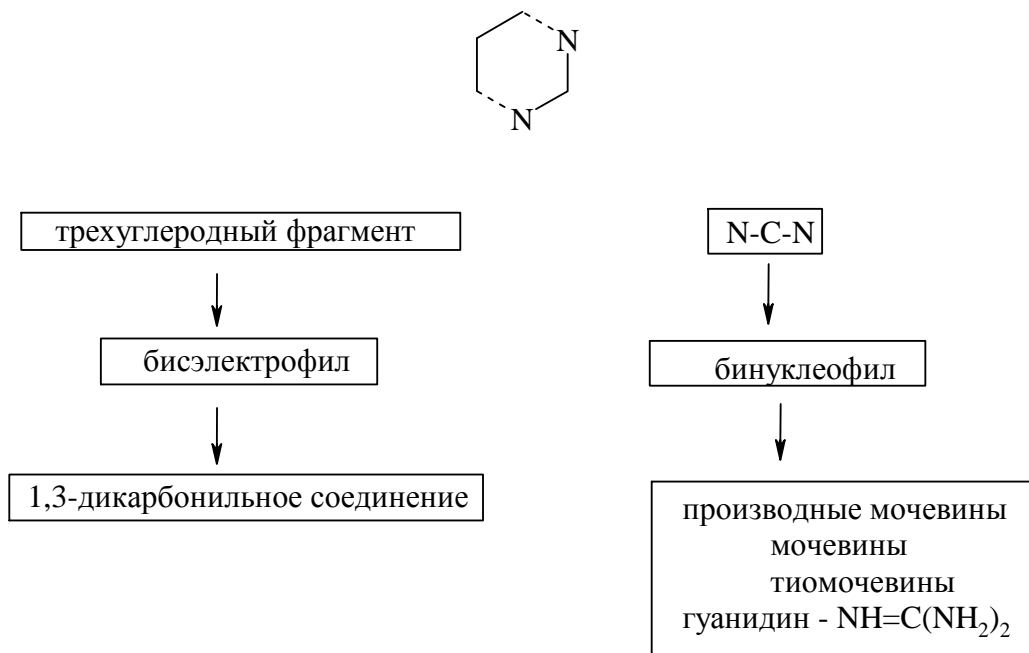 N
N
трехуглеродный фрагмент
N-C-N
бисэлектрофил
бинуклеофил
1,3-дикарбонильное соединение
производные мочевины
мочевины
тиомочевины
гуанидин - NH=C(NH₂)₂